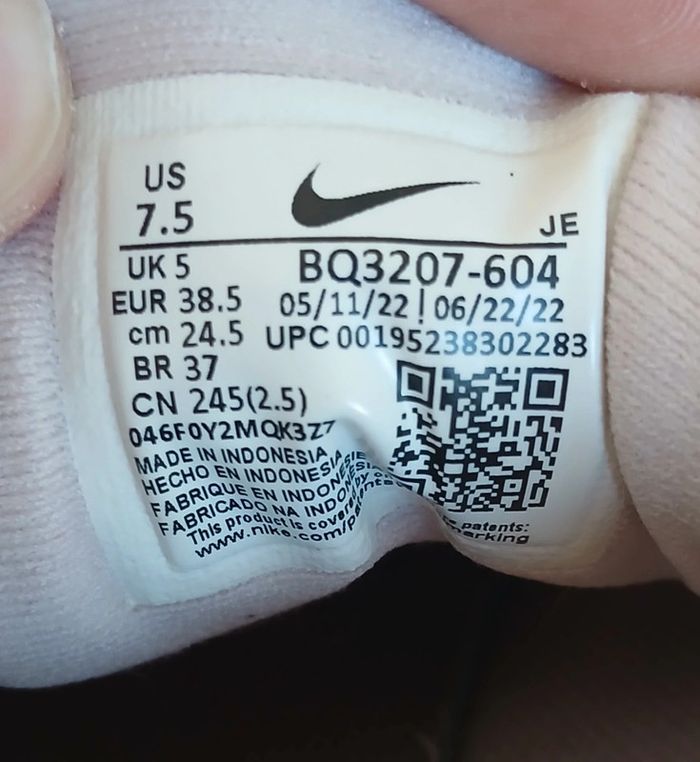 US
7.5
JE
UK 5
BQ3207-604
EUR 38.5
05/11/22 | 06/22/22
cm 24.5
UPC 00195238302283
BR 37
CN 245(2.5)
046F0Y2MQK3Z7
MADE IN INDONESIA
HECHO EN INDONESIA
FABRIQUE EN INDONESIE
FABRICADO NA INDONESIA
This product is covered by
patents:
www.nike.com/